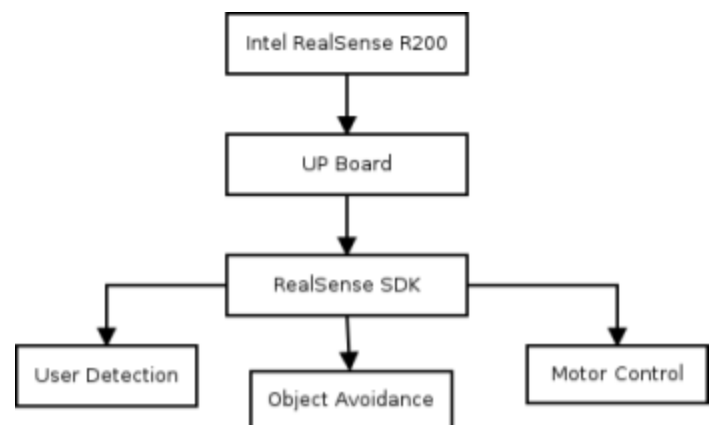 Intel RealSense R200
UP Board
RealSense SDK
User Detection
Object Avoidance
Motor Control